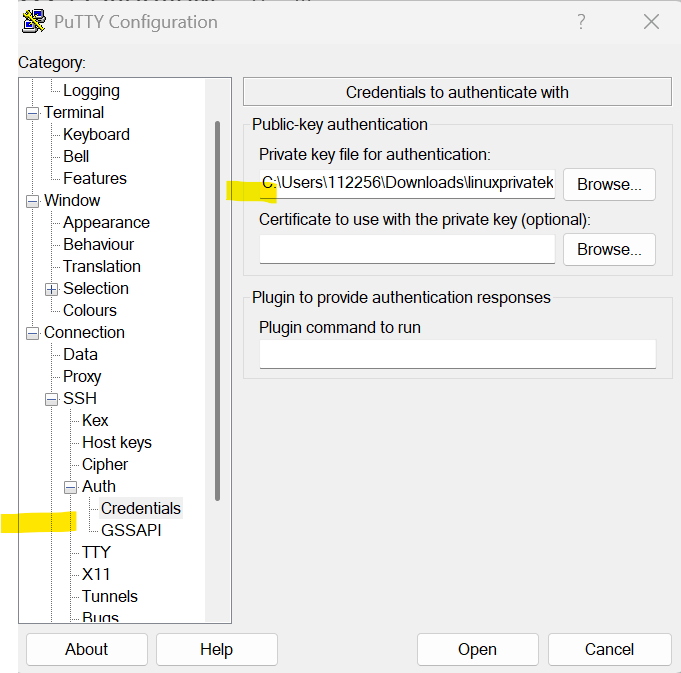 PuTTY Configuration
?
Category:
Logging
Terminal
Keyboard
Bell
Features
Window
Appearance
Behaviour
Translation
Selection
Colours
Connection
Data
Proxy
SSH
Kex
Host keys
Cipher
Auth
Credentials
GSSAPI
TTY
X11
Tunnels
Bugs
Credentials to authenticate with
Public-key authentication
Private key file for authentication:
C:\Users\112256\Downloads\linuxprivatek
Browse...
Certificate to use with the private key (optional):
Browse...
Plugin to provide authentication responses
Plugin command to run
About
Help
Open
Cancel